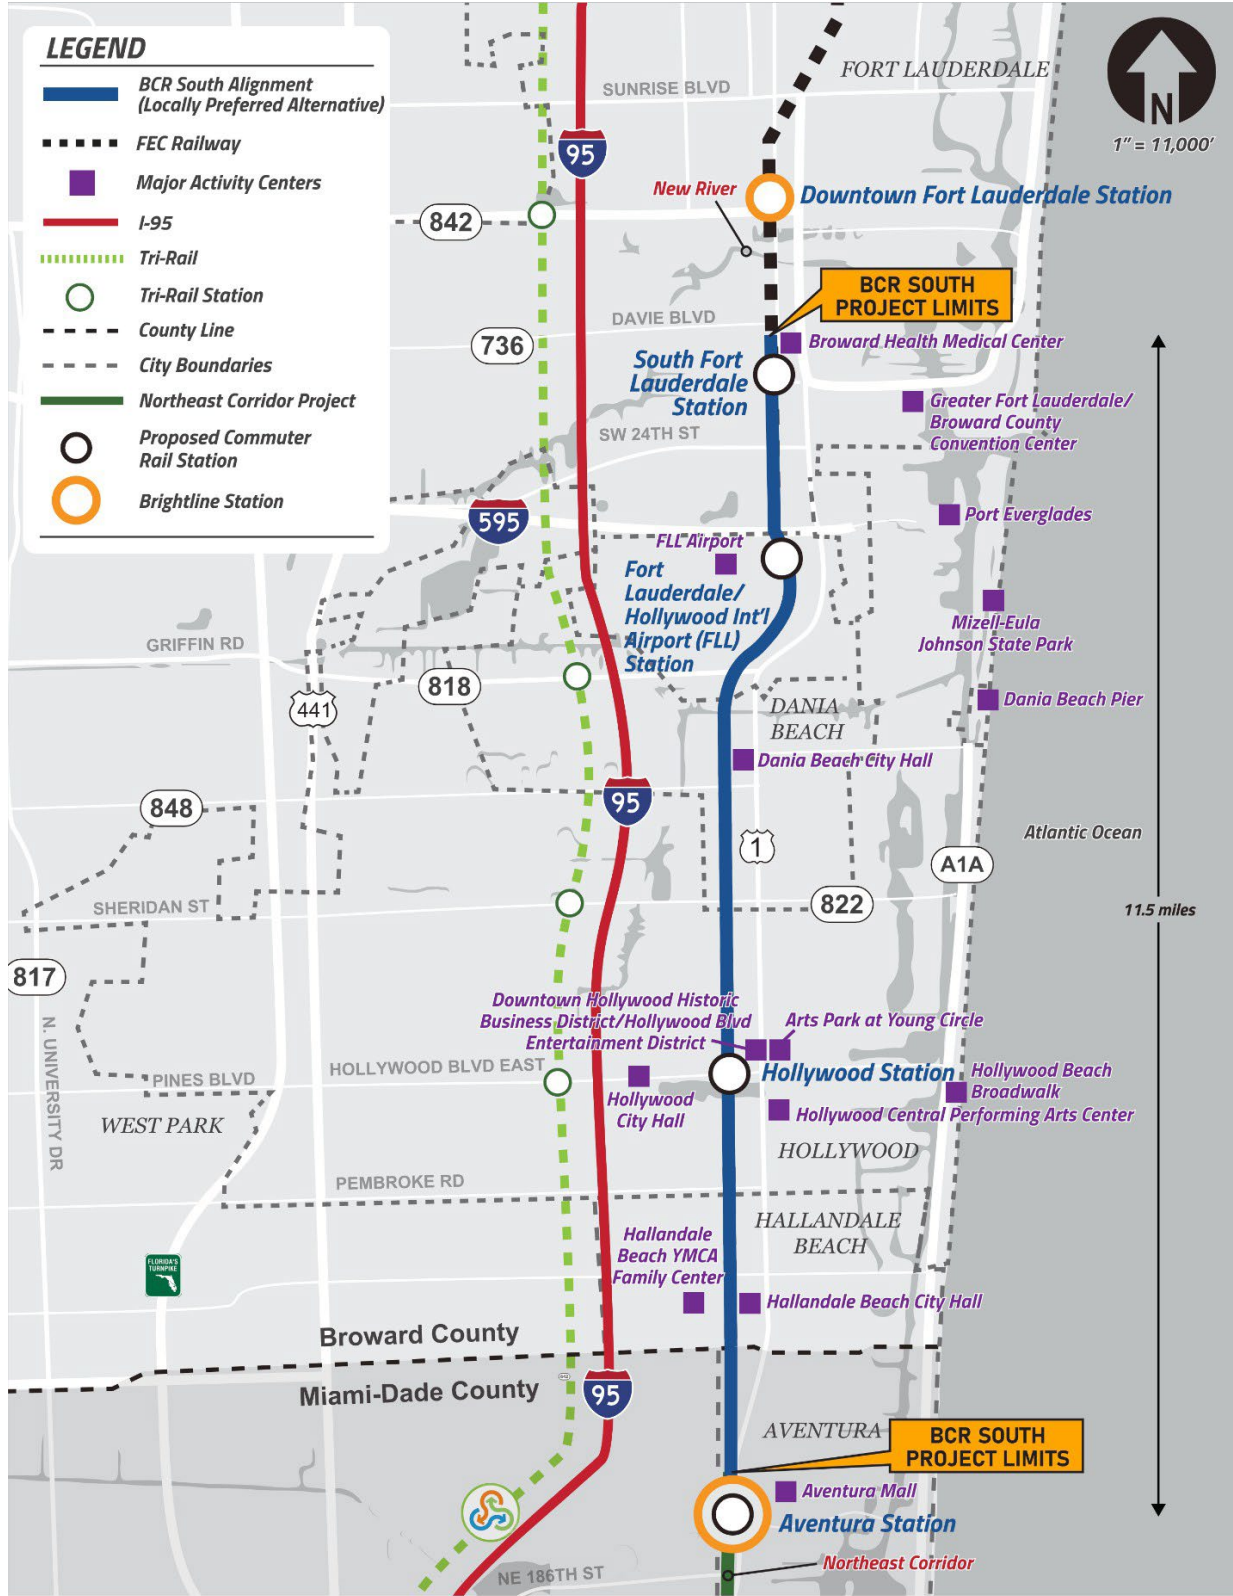 LEGEND
BCR South Alignment
(Locally Preferred Alternative)
FEC Railway
Major Activity Centers
I-95
Tri-Rail
Tri-Rail Station
County Line
City Boundaries
Northeast Corridor Project
Proposed Commuter
Rail Station
Brightline Station
FORT LAUDERDALE
N
1" = 11,000'
SUNRISE BLVD
95
New River
Downtown Fort Lauderdale Station
842
BCR SOUTH
PROJECT LIMITS
DAVIE BLVD
736
Broward Health Medical Center
South Fort
Lauderdale
Station
Greater Fort Lauderdale/
Broward County
Convention Center
SW 24TH ST
595
Port Everglades
FLL Airport
Fort
Lauderdale/
Hollywood Int'l
Airport (FLL)
Station
Mizell-Eula
Johnson State Park
GRIFFIN RD
818
441
DANIA
BEACH
Dania Beach Pier
Dania Beach City Hall
95
848
1
Atlantic Ocean
A1A
SHERIDAN ST
822
11.5 miles
817
N. UNIVERSITY DR
Downtown Hollywood Historic
Business District/Hollywood Blvd
Entertainment District
Arts Park at Young Circle
HOLLYWOOD BLVD EAST
PINES BLVD
Hollywood Station
Hollywood Beach
Broadwalk
Hollywood
City Hall
Hollywood Central Performing Arts Center
WEST PARK
HOLLYWOOD
PEMBROKE RD
HALLANDALE
BEACH
Hallandale
Beach YMCA
Family Center
FLORIDA'S
TURNPIKE
Hallandale Beach City Hall
Broward County
Miami-Dade County
95
AVENTURA
BCR SOUTH
PROJECT LIMITS
Aventura Mall
Aventura Station
Northeast Corridor
NE 186TH ST